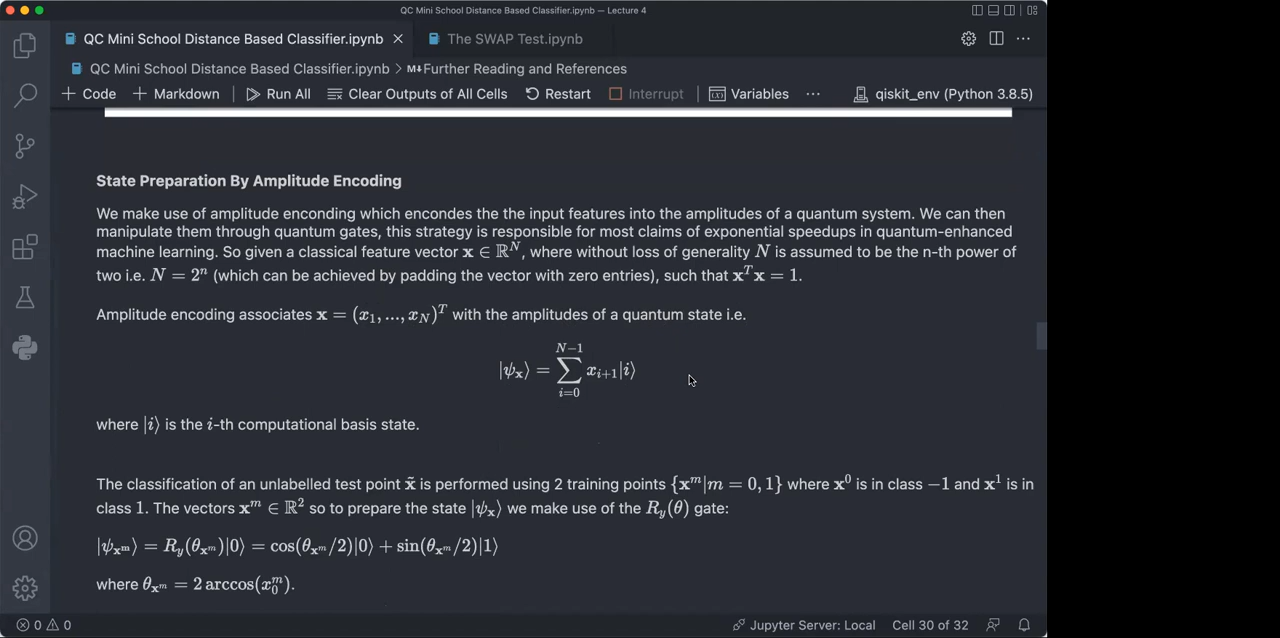 QC Mini School Distance Based Classifier.ipynb — Lecture 4
QC Mini School Distance Based Classifier.ipynb × The SWAP Test.ipynb ...
QC Mini School Distance Based Classifier.ipynb > M↓Further Reading and References
+ Code + Markdown | Run All Clear Outputs of All Cells Restart Interrupt | Variables ... qiskit_env (Python 3.8.5)
State Preparation By Amplitude Encoding
We make use of amplitude enconding which encondes the the input features into the amplitudes of a quantum system. We can then
manipulate them through quantum gates, this strategy is responsible for most claims of exponential speedups in quantum-enhanced
machine learning. So given a classical feature vector x ∈ ℝ^N, where without loss of generality N is assumed to be the n-th power of
two i.e. N = 2^n (which can be achieved by padding the vector with zero entries), such that x^T x = 1.
Amplitude encoding associates x = (x_1, ..., x_N)^T with the amplitudes of a quantum state i.e.
|ψ_x⟩ = ∑_{i=0}^{N−1} x_{i+1}|i⟩
where |i⟩ is the i-th computational basis state.
The classification of an unlabelled test point x̃ is performed using 2 training points {x^m|m = 0, 1} where x^0 is in class −1 and x^1 is in
class 1. The vectors x^m ∈ ℝ^2 so to prepare the state |ψ_x⟩ we make use of the R_y(θ) gate:
|ψ_{x^m}⟩ = R_y(θ_{x^m})|0⟩ = cos(θ_{x^m}/2)|0⟩ + sin(θ_{x^m}/2)|1⟩
where θ_{x^m} = 2 arccos(x_0^m).
0 0 Jupyter Server: Local Cell 30 of 32